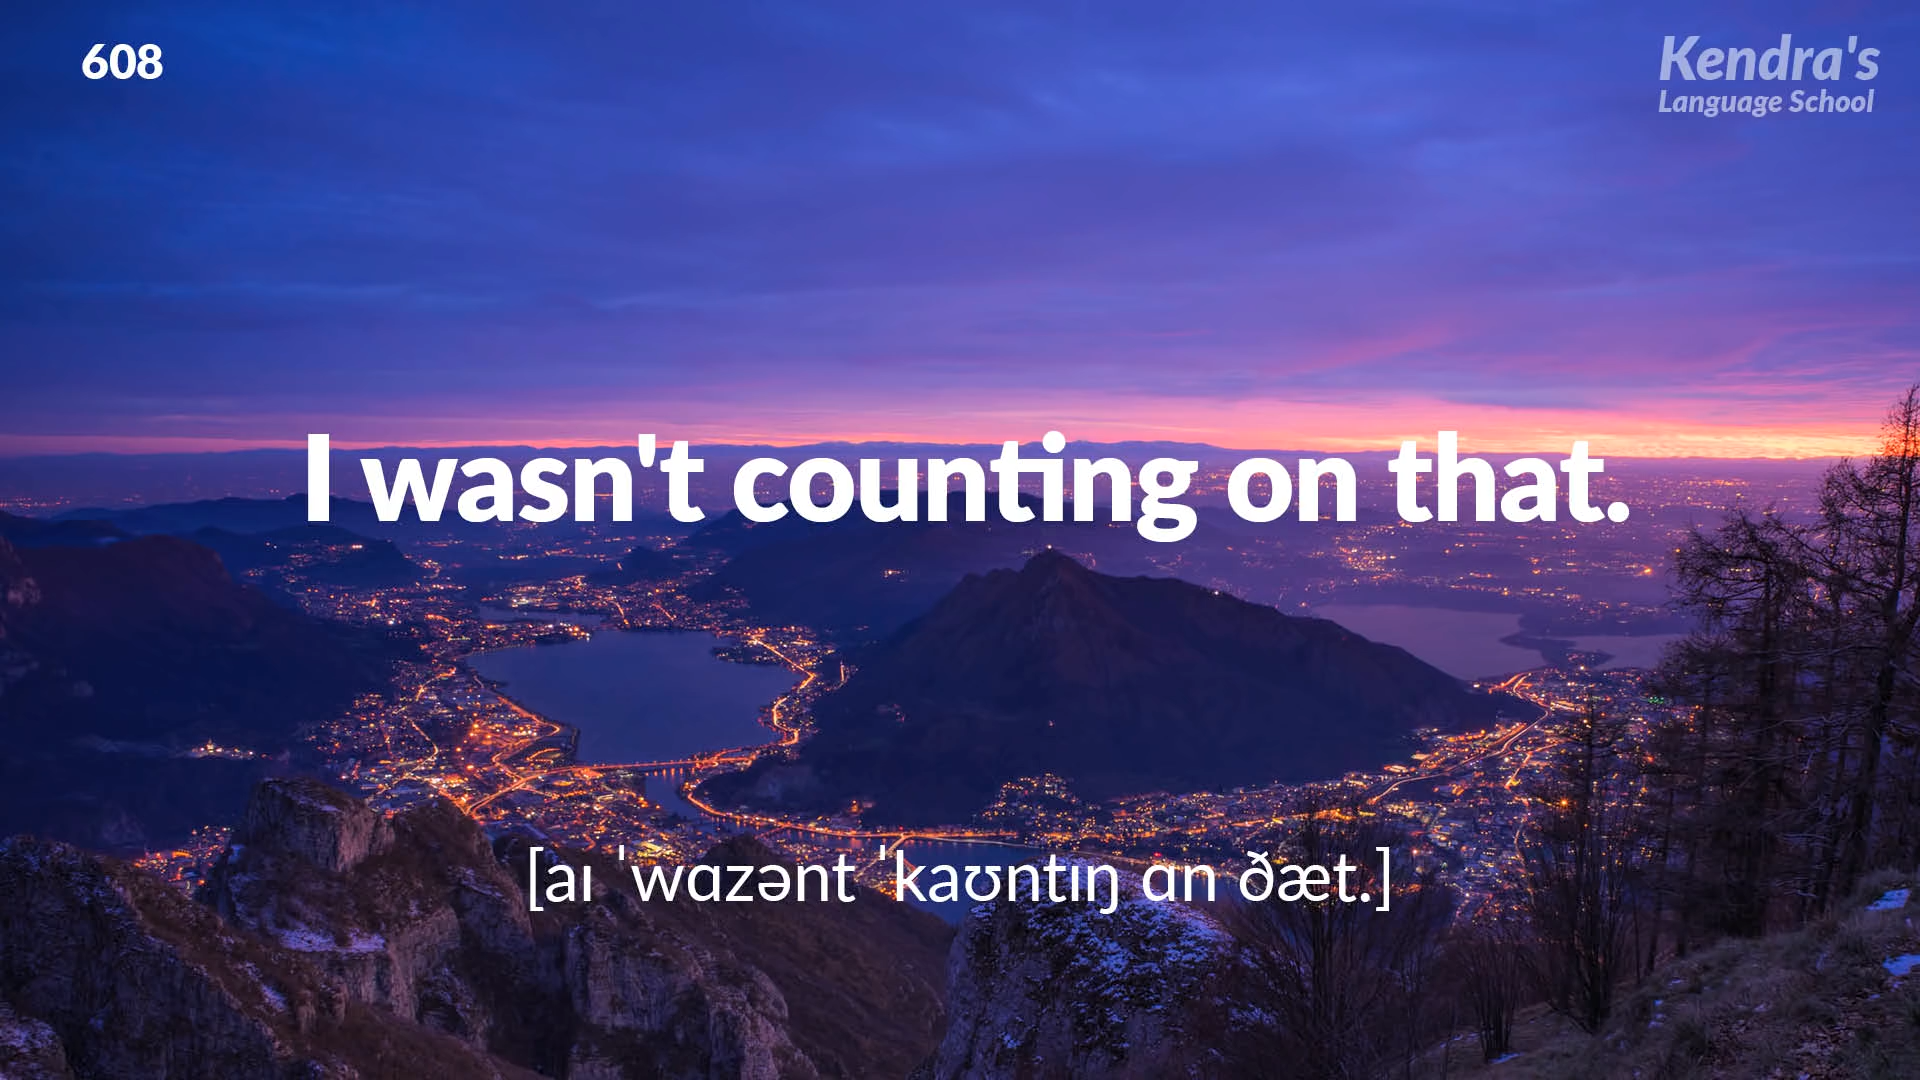 608
Kendra's
Language School
I wasn't counting on that.
[aɪ ˈwɑzənt ˈkaʊntɪŋ ɑn ðæt.]